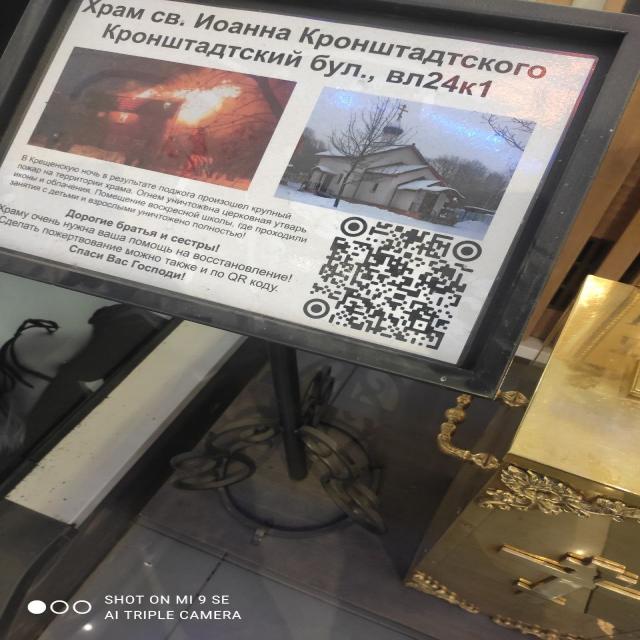 Храм св. Иоанна Кронштадтского
Кронштадтский бул., вл24к1
В Крещенскую ночь в результате поджога произошел крупный
пожар на территории храма. Огнем уничтожена церковная утварь
иконы и облачения. Помещение воскресной школы, где проходили
занятия с детьми и взрослыми уничтожено полностью!
Дорогие братья и сестры!
Храму очень нужна ваша помощь на восстановление!
Сделать пожертвование можно также и по QR коду.
Спаси Вас Господи!
SHOT ON MI 9 SE
AI TRIPLE CAMERA